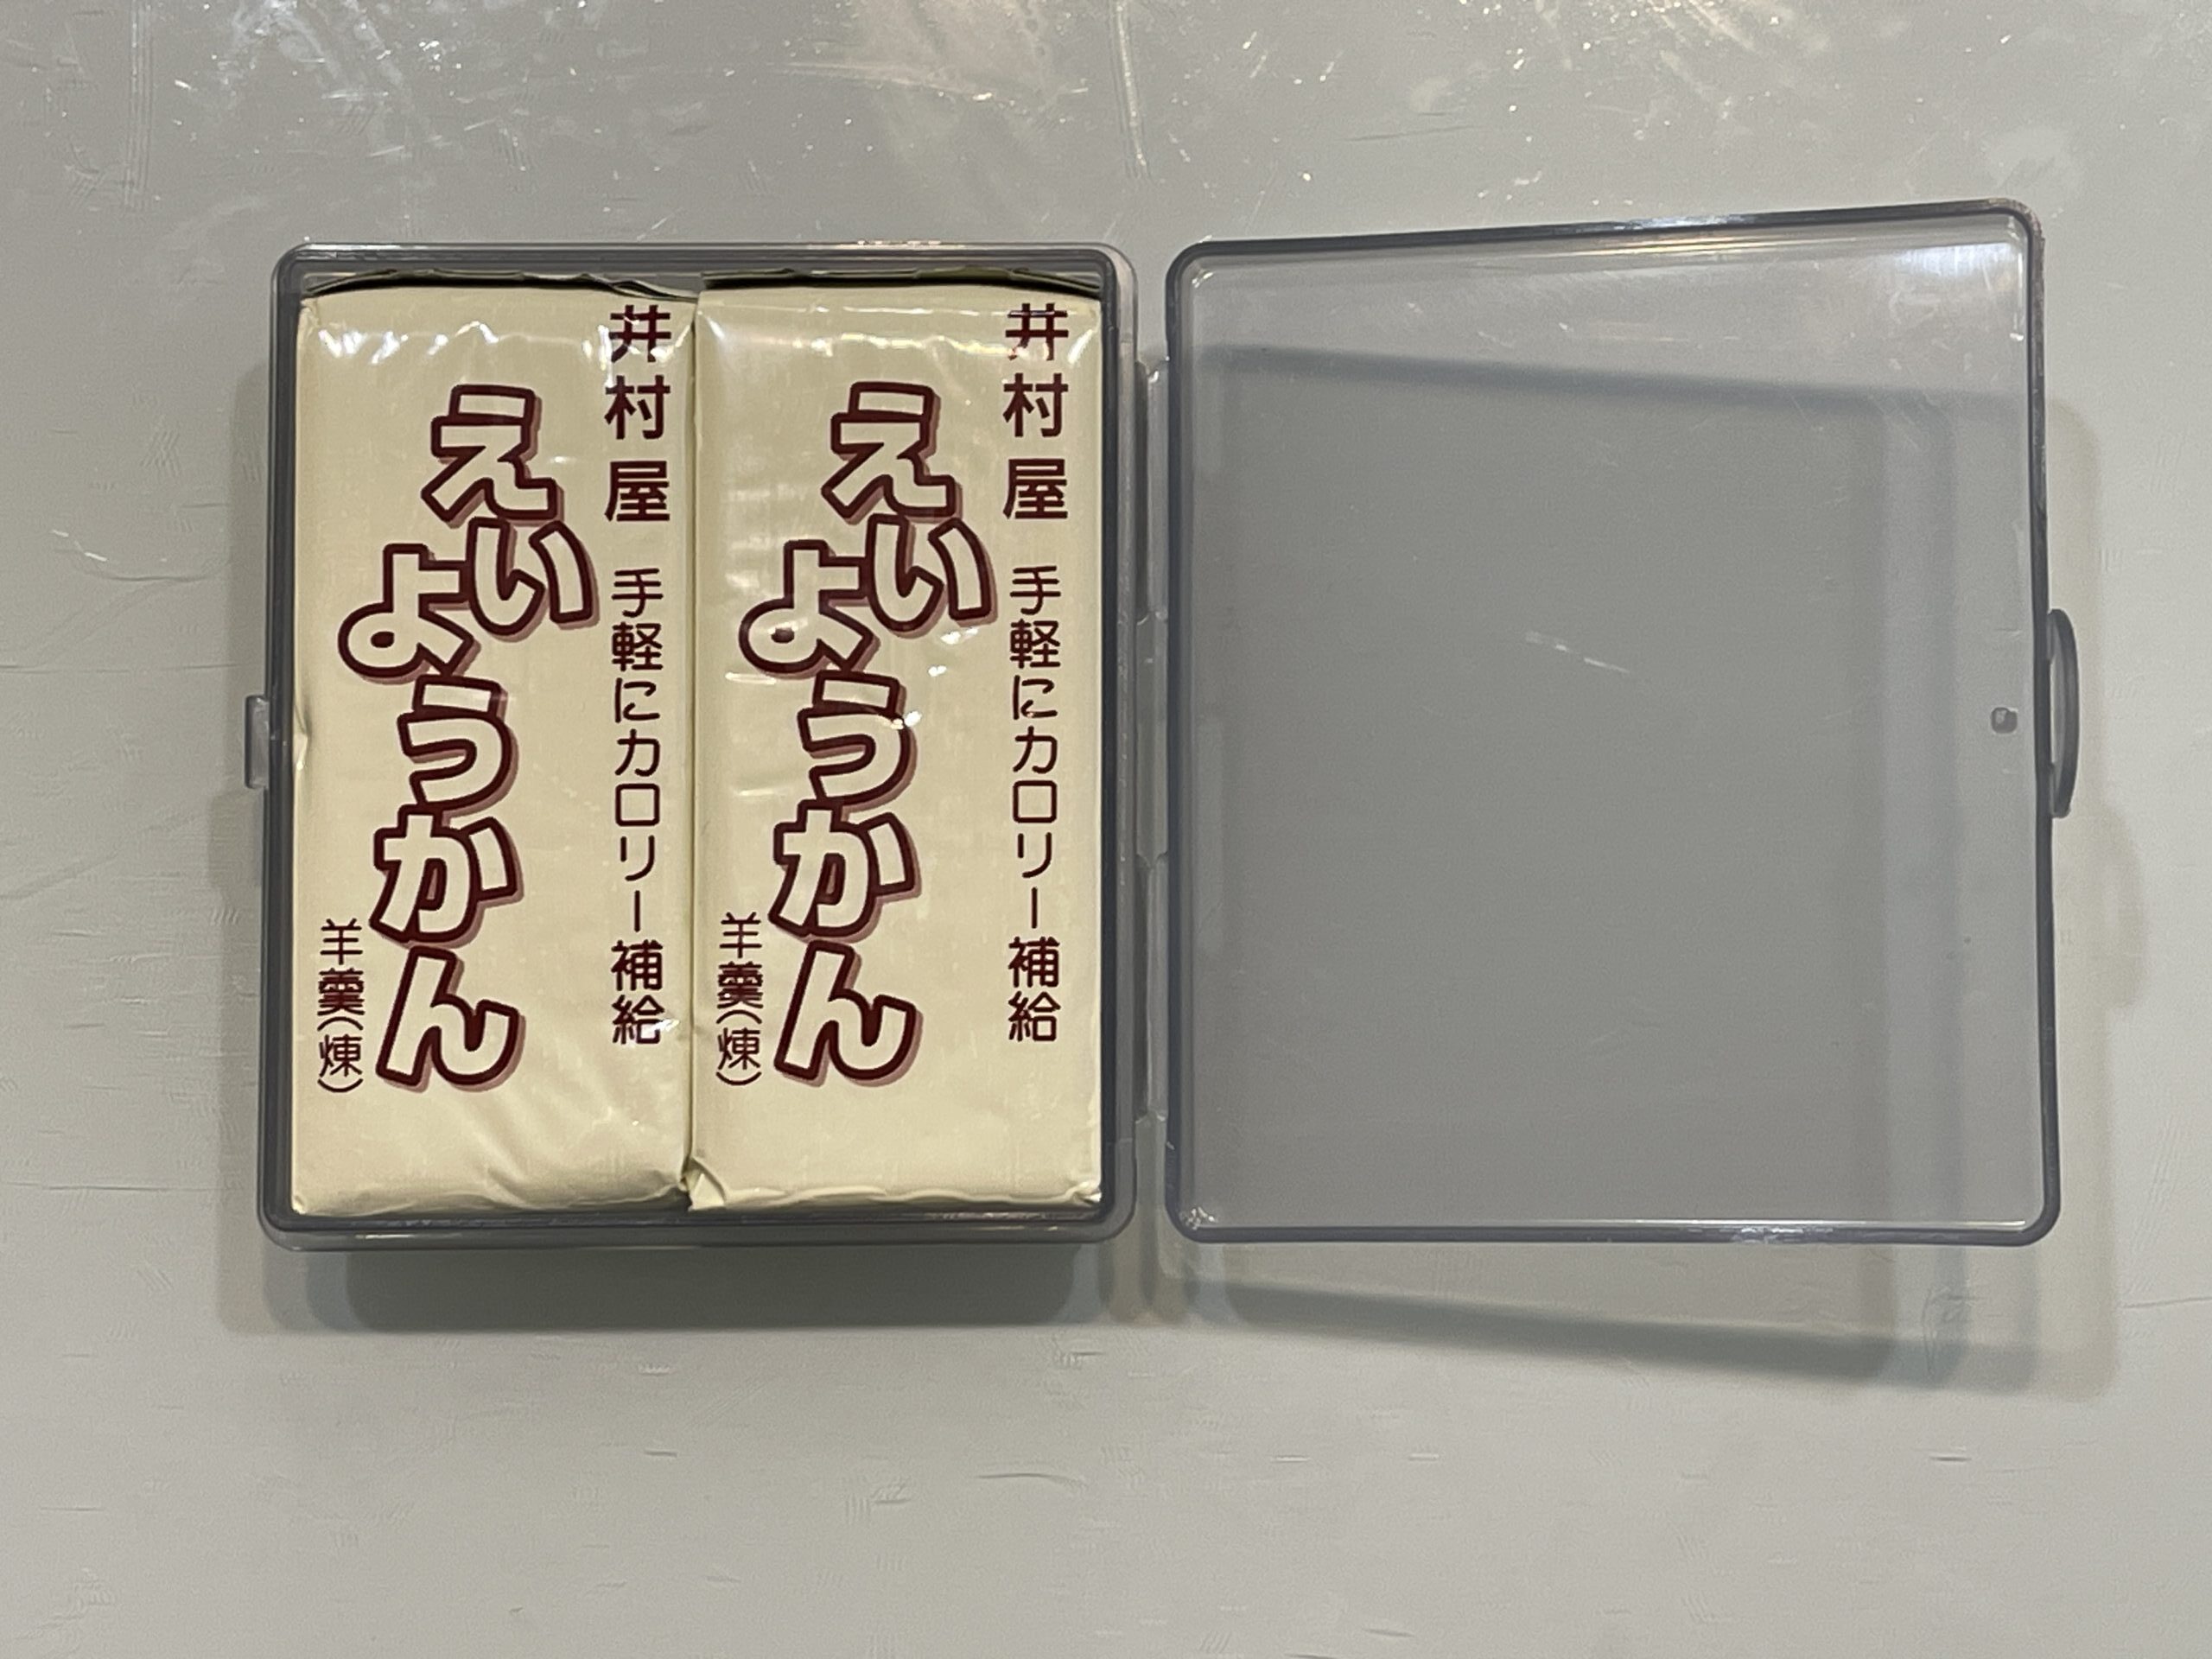 井村屋 手軽にカロリー補給
えいようかん
羊羹(煉)
井村屋 手軽にカロリー補給
えいようかん
羊羹(煉)